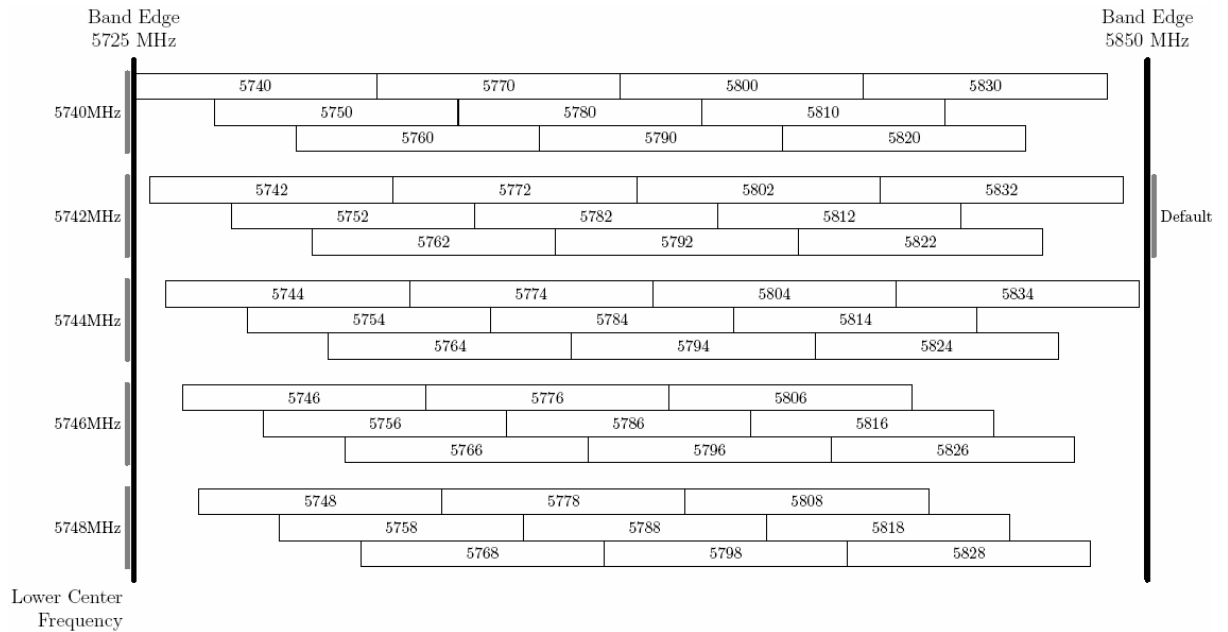 Band Edge
5725 MHz
Band Edge
5850 MHz
5740 5770 5800 5830
5740MHz 5750 5780 5810
5760 5790 5820
5742 5772 5802 5832
5742MHz 5752 5782 5812 Default
5762 5792 5822
5744 5774 5804 5834
5744MHz 5754 5784 5814
5764 5794 5824
5746 5776 5806
5746MHz 5756 5786 5816
5766 5796 5826
5748 5778 5808
5748MHz 5758 5788 5818
5768 5798 5828
Lower Center
Frequency